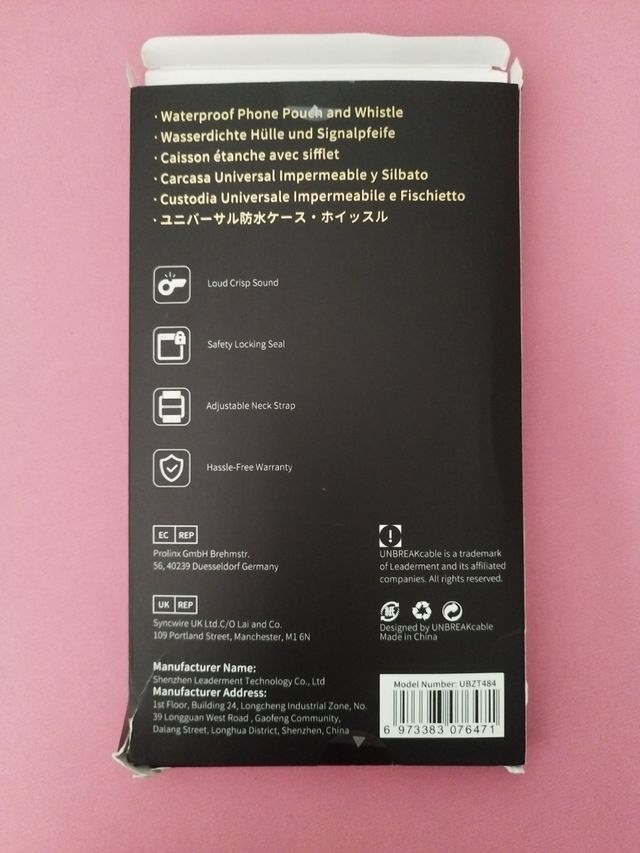 · Waterproof Phone Pouch and Whistle
· Wasserdichte Hülle und Signalpfeife
· Caisson étanche avec sifflet
· Carcasa Universal Impermeable y Silbato
· Custodia Universale Impermeabile e Fischietto
· ユニバーサル防水ケース・ホイッスル
Loud Crisp Sound
Safety Locking Seal
Adjustable Neck Strap
Hassle-Free Warranty
EC REP
Prolinx GmbH Brehmstr.
56, 40239 Duesseldorf Germany
UK REP
Syncwire UK Ltd.C/O Lai and Co.
109 Portland Street, Manchester, M1 6N
Manufacturer Name:
Shenzhen Leaderment Technology Co., Ltd
Manufacturer Address:
1st Floor, Building 24, Longcheng Industrial Zone, No.
39 Longguan West Road , Gaofeng Community,
Dalang Street, Longhua District, Shenzhen, China
UNBREAKcable is a trademark
of Leaderment and its affiliated
companies. All rights reserved.
紙
Designed by UNBREAKcable
Made in China
Model Number: UBZT484
6 973383 076471